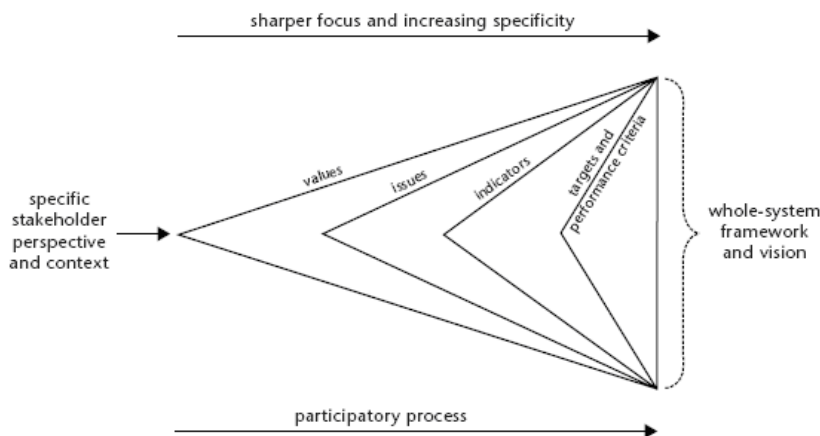 sharper focus and increasing specificity
values
issues
indicators
targets and
performance criteria
specific
stakeholder
perspective
and context
whole-system
framework
and vision
participatory process